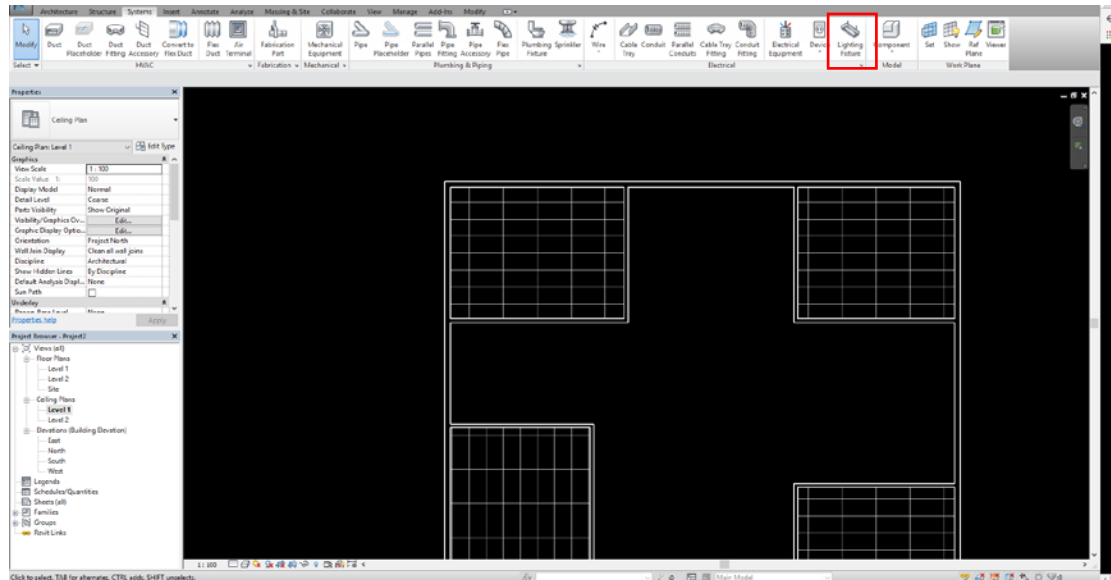 Architecture Structure Systems Insert Annotate Analyze Massing & Site Collaborate View Manage Add-Ins Modify
Modify Duct Duct Placeholder Duct Fitting Duct Accessory Convert to Flex Duct Flex Duct Air Terminal Fabrication Part Mechanical Equipment Pipe Pipe Placeholder Parallel Pipes Pipe Fitting Pipe Accessory Flex Pipe Plumbing Fixture Sprinkler Wire Cable Tray Conduit Parallel Conduits Cable Tray Fitting Conduit Fitting Electrical Equipment Device Lighting Fixture Component Set Show Ref Plane Viewer
Select HVAC Fabrication Mechanical Plumbing & Piping Electrical Model Work Plane
Properties
Ceiling Plan
Ceiling Plan: Level 1 Edit Type
Graphics
View Scale 1 : 100
Scale Value 1: 100
Display Model Normal
Detail Level Coarse
Parts Visibility Show Original
Visibility/Graphics Ov... Edit...
Graphic Display Optio... Edit...
Orientation Project North
Wall Join Display Clean all wall joins
Discipline Architectural
Show Hidden Lines By Discipline
Default Analysis Displ... None
Sun Path
Underlay
Properties help Apply
Project Browser - Project2
Views (all)
Floor Plans
Level 1
Level 2
Site
Ceiling Plans
Level 1
Level 2
Elevations (Building Elevation)
East
North
South
West
Legends
Schedules/Quantities
Sheets (all)
Families
Groups
Revit Links
1 : 100
Click to select, TAB for alternates, CTRL adds, SHIFT unselects.
:0
Main Model